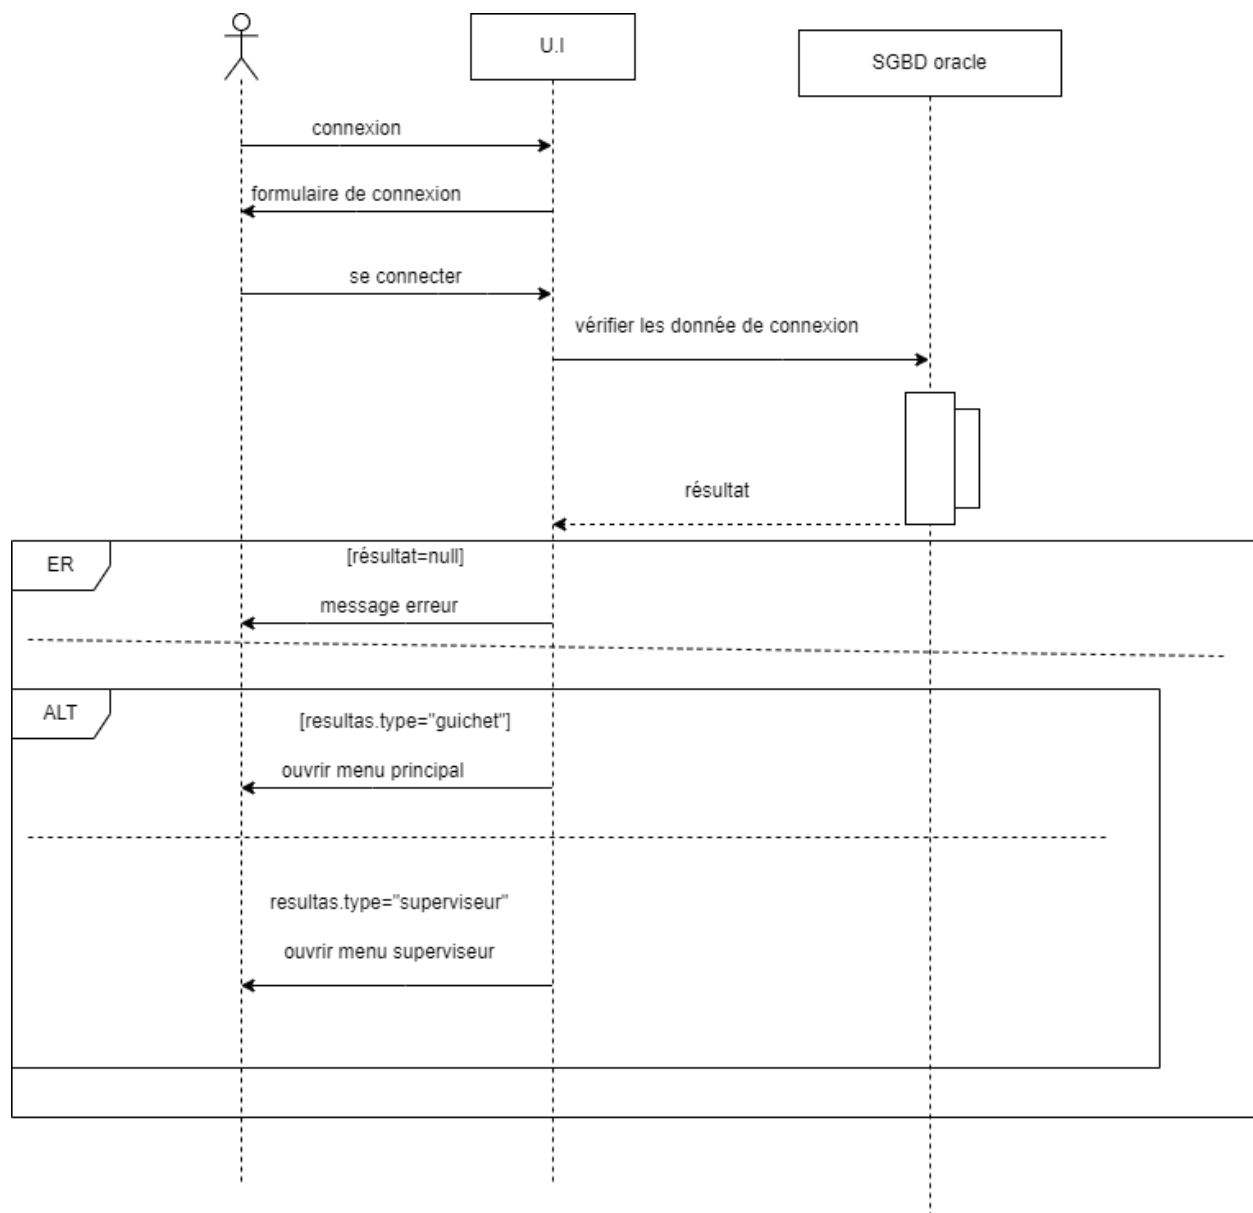 U.I
SGBD oracle
connexion
formulaire de connexion
se connecter
vérifier les donnée de connexion
résultat
ER
[résultat=null]
message erreur
ALT
[resultas.type="guichet"]
ouvrir menu principal
resultas.type="superviseur"
ouvrir menu superviseur